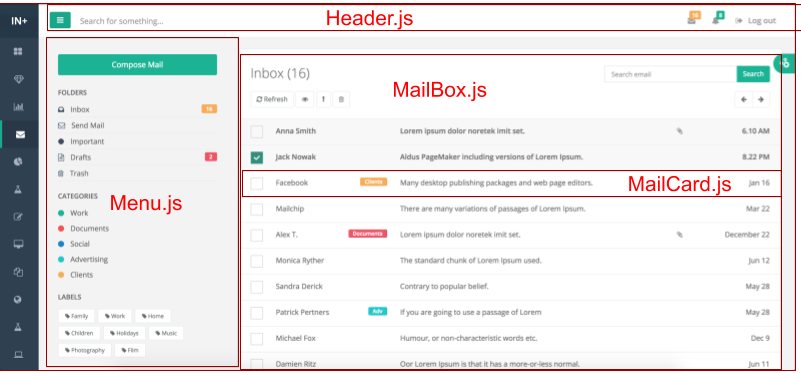 IN+
Search for something...
Header.js
16
8
Log out
Compose Mail
FOLDERS
Inbox 16
Send Mail
Important
Drafts 2
Trash
CATEGORIES
Work
Documents
Social
Advertising
Clients
LABELS
Family Work Home
Children Holidays Music
Photography Film
Menu.js
Inbox (16)
MailBox.js
Search email Search
Refresh
Anna Smith Lorem ipsum dolor noretek imit set. 6.10 AM
Jack Nowak Aldus PageMaker including versions of Lorem Ipsum. 8.22 PM
Facebook Clients Many desktop publishing packages and web page editors. MailCard.js Jan 16
Mailchip There are many variations of passages of Lorem Ipsum. Mar 22
Alex T. Documents Lorem ipsum dolor noretek imit set. December 22
Monica Ryther The standard chunk of Lorem Ipsum used. Jun 12
Sandra Derick Contrary to popular belief. May 28
Patrick Pertners Adv If you are going to use a passage of Lorem May 28
Michael Fox Humour, or non-characteristic words etc. Dec 9
Damien Ritz Oor Lorem Ipsum is that it has a more-or-less normal. Jun 11